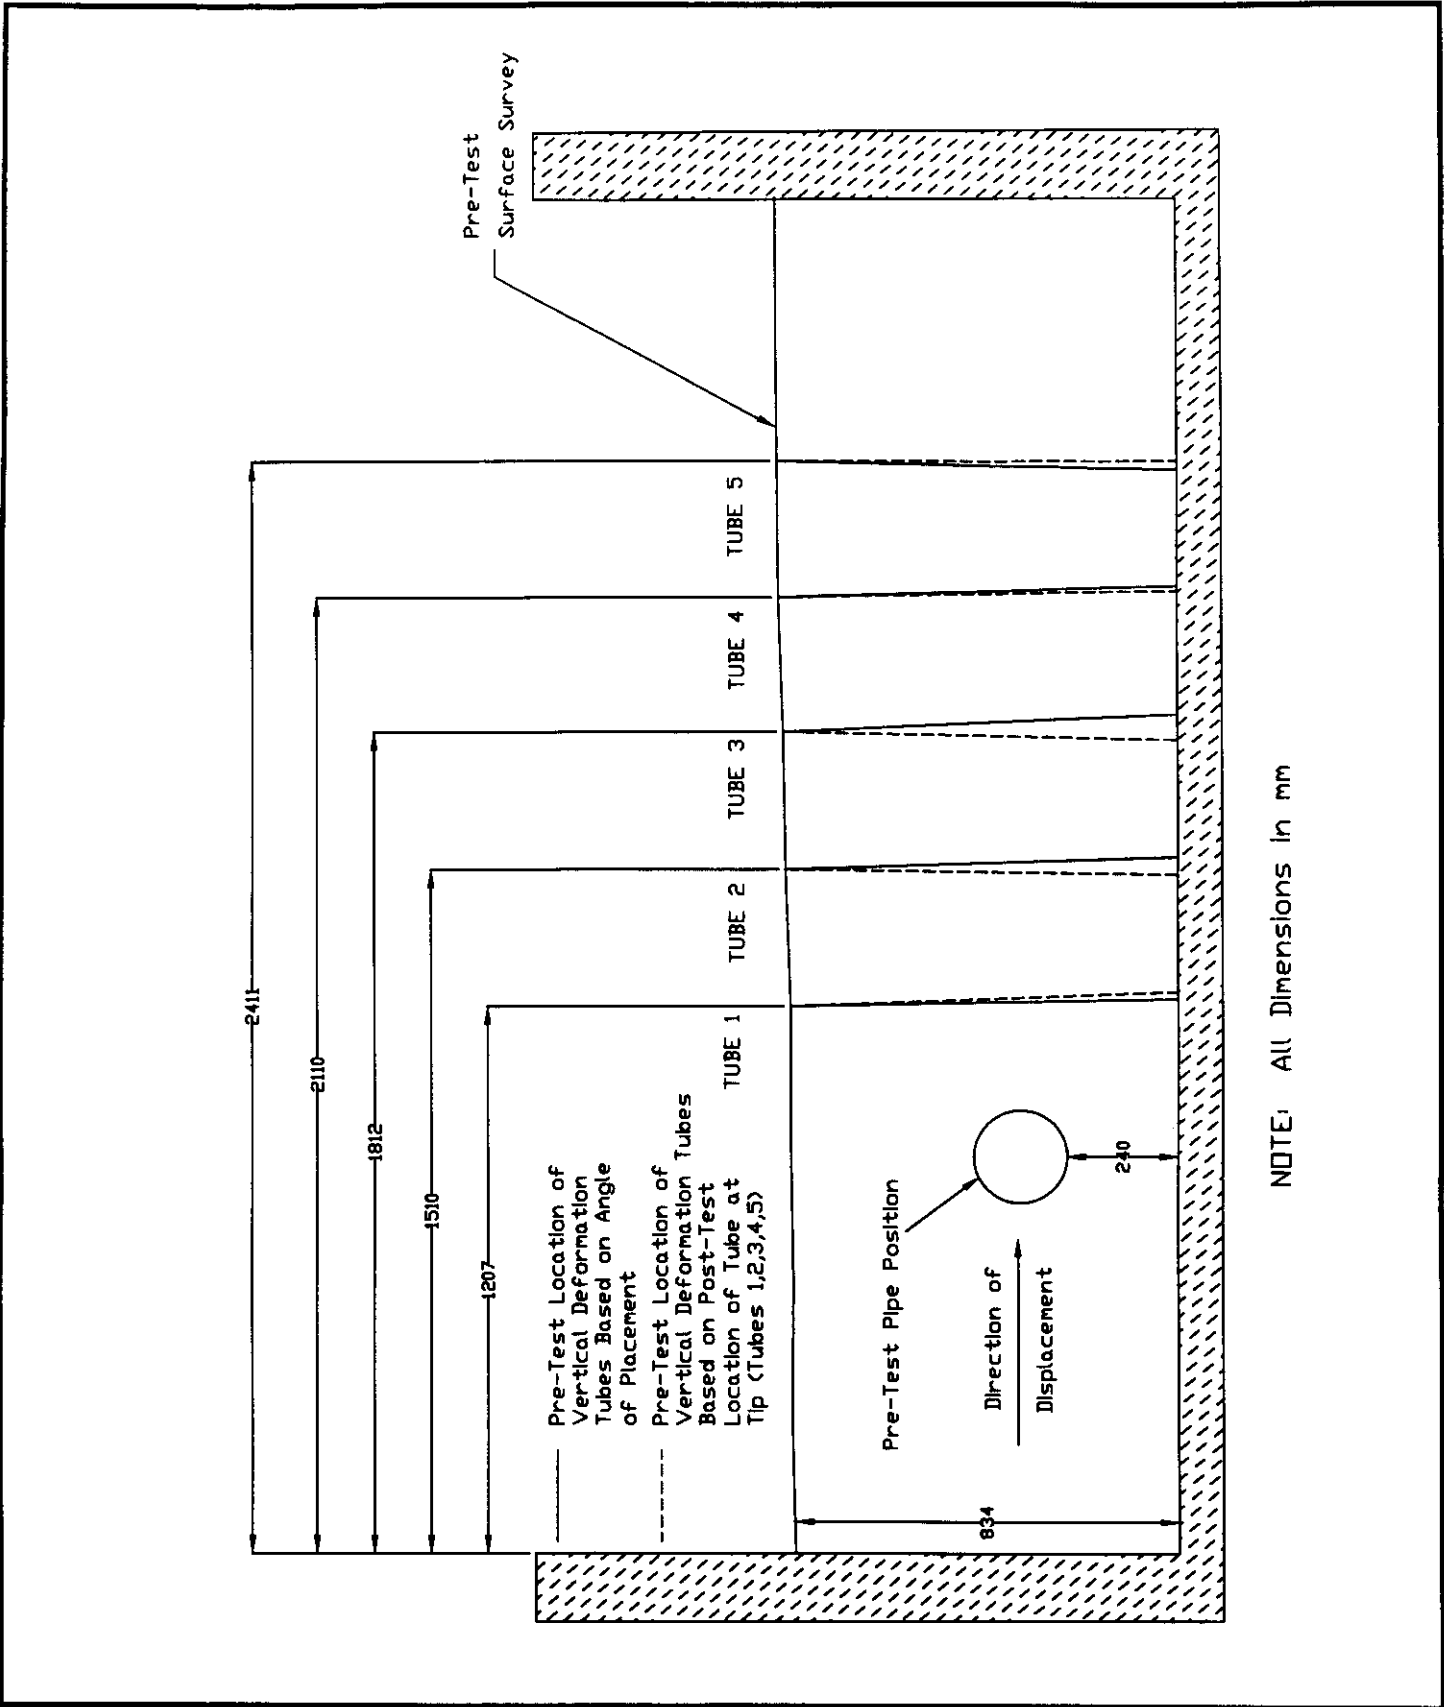 2411
2110
1812
1510
1207
Pre-Test
Surface Survey
Pre-Test Location of
Vertical Deformation
Tubes Based on Angle
of Placement
Pre-Test Location of
Vertical Deformation Tubes
Based on Post-Test
Location of Tube at
Tip (Tubes 1,2,3,4,5)
TUBE 1
TUBE 2
TUBE 3
TUBE 4
TUBE 5
834
Pre-Test Pipe Position
Direction of
Displacement
240
NOTE: All Dimensions in mm